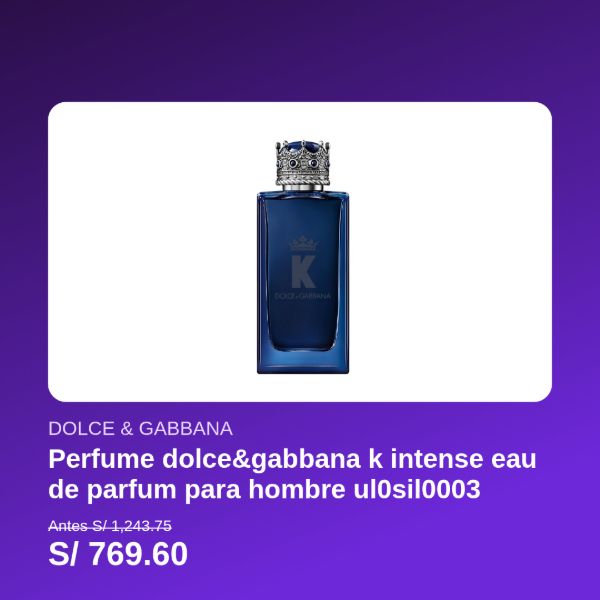 K
DOLCE & GABBANA
DOLCE & GABBANA
Perfume dolce&gabbana k intense eau
de parfum para hombre ul0sil0003
Antes S/ 1,243.75
S/ 769.60